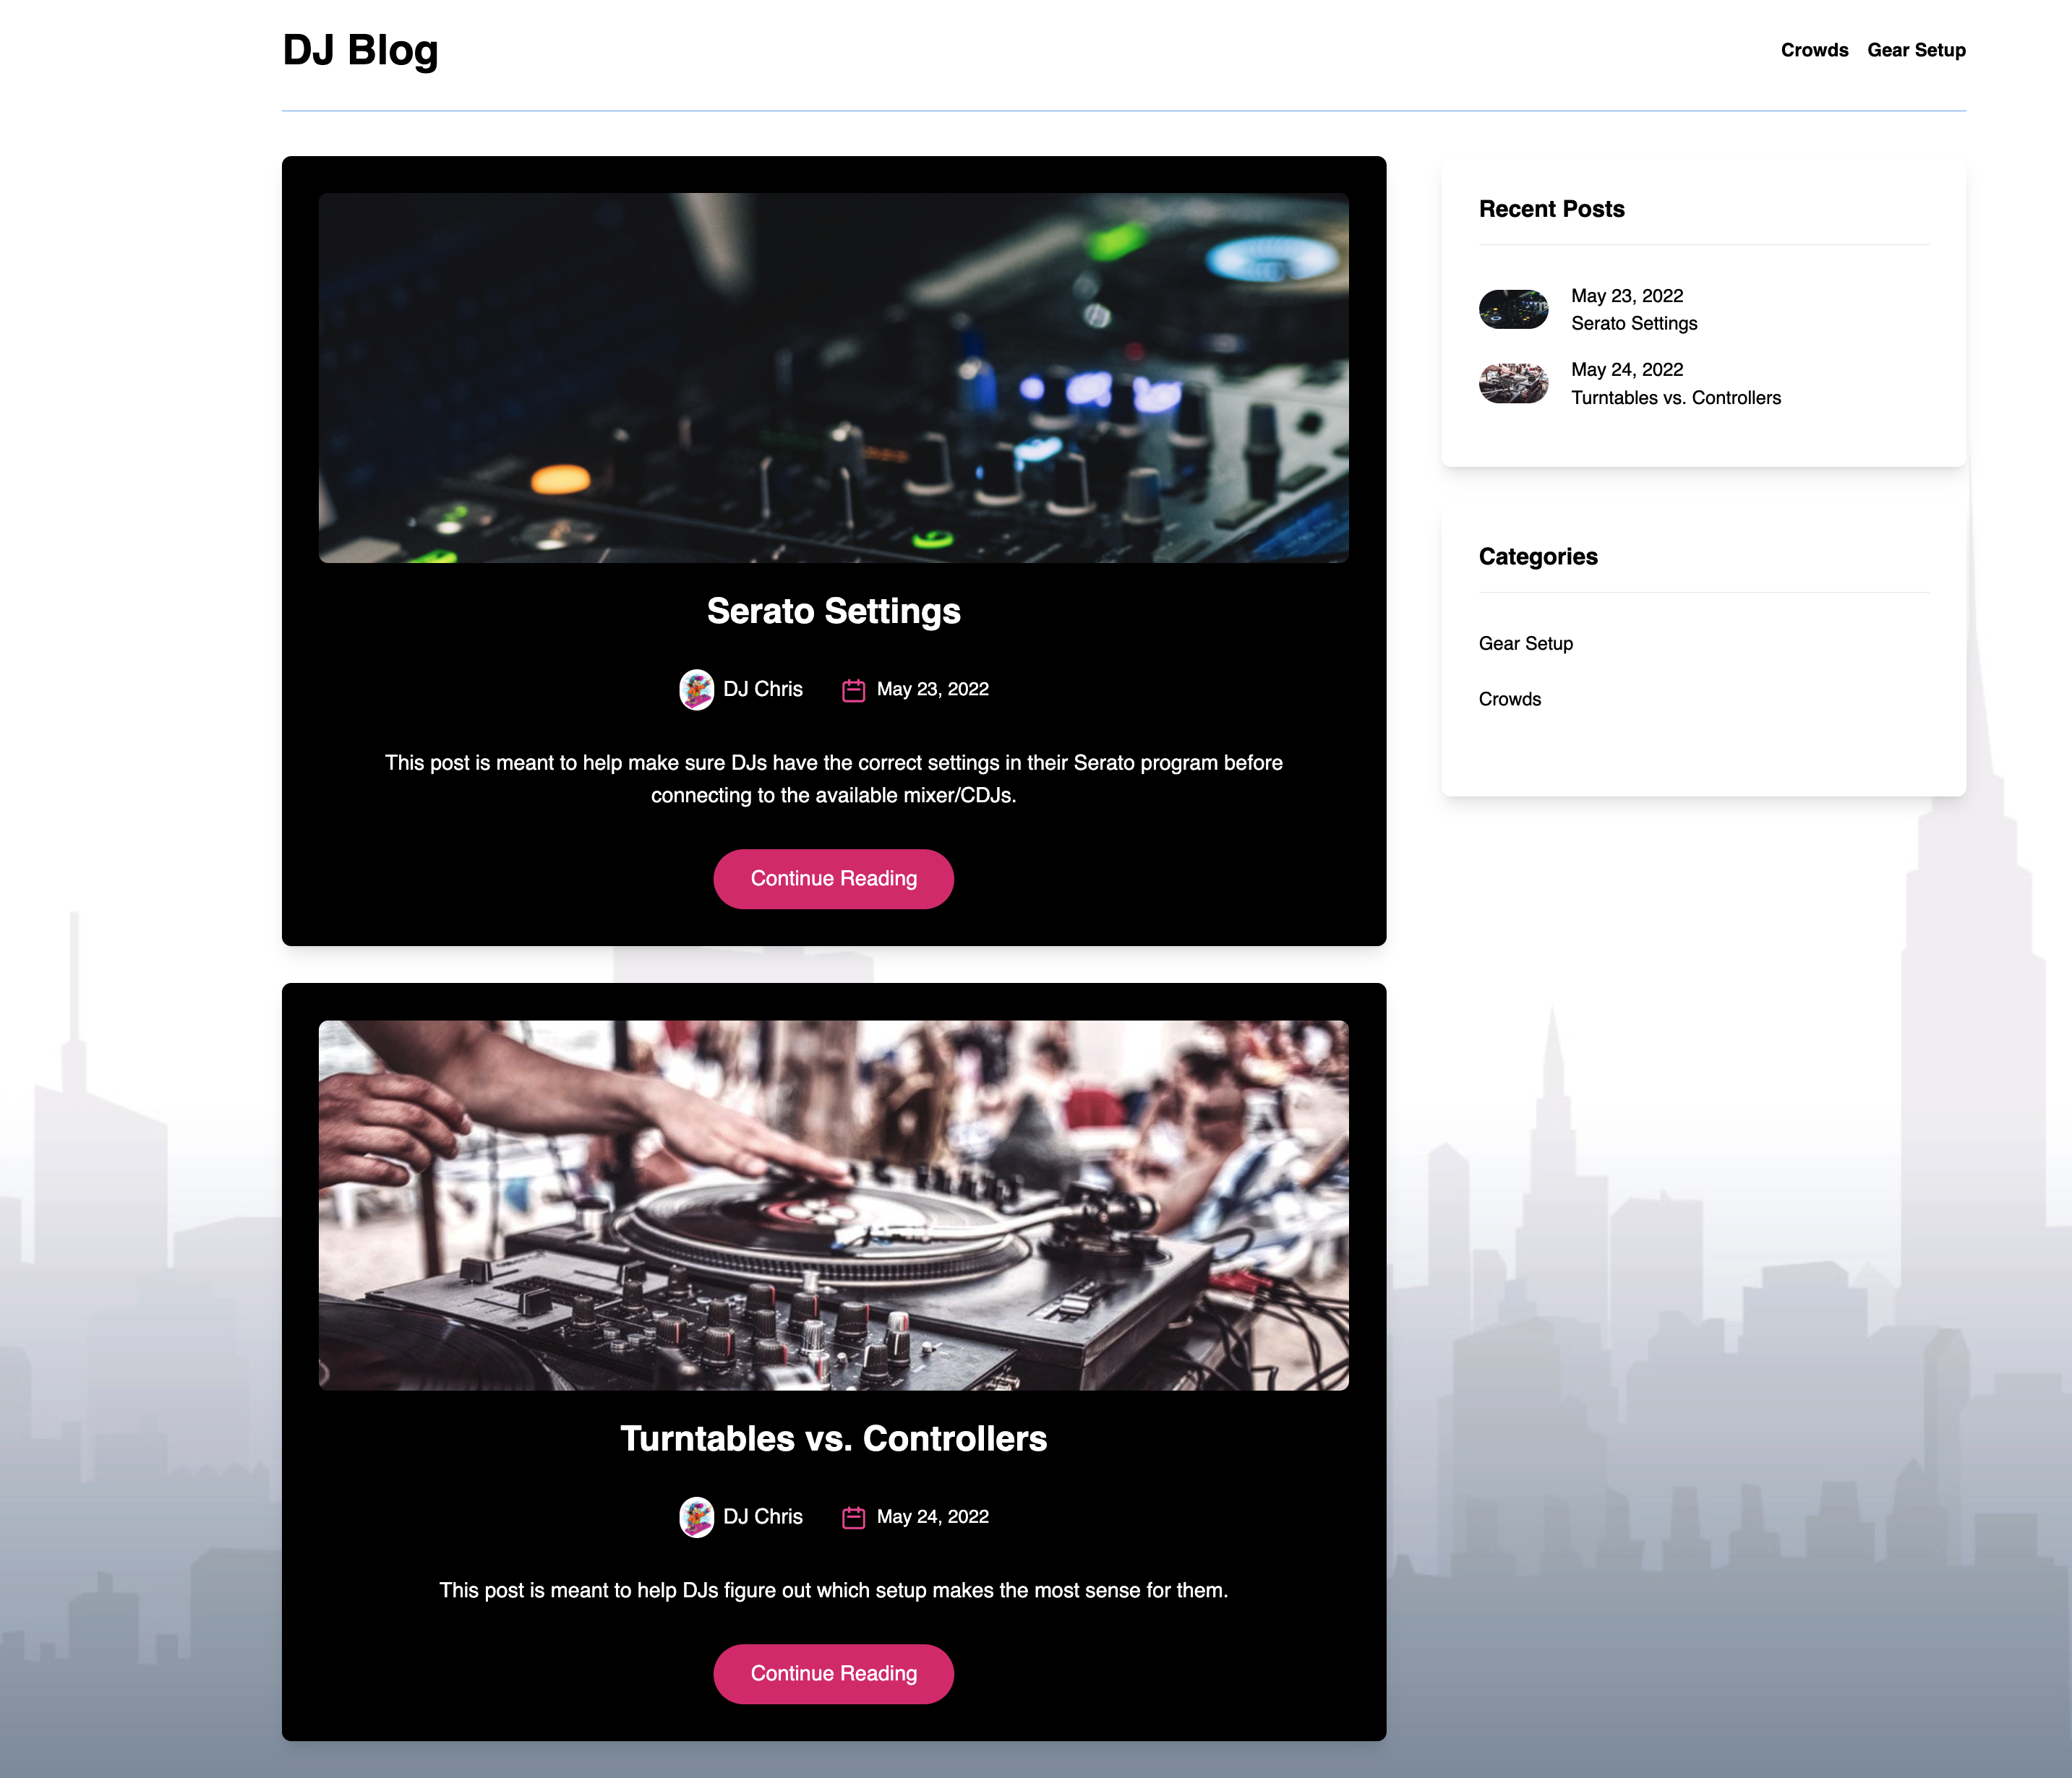 DJ Blog
Crowds
Gear Setup
Serato Settings
DJ Chris
May 23, 2022
This post is meant to help make sure DJs have the correct settings in their Serato program before
connecting to the available mixer/CDJs.
Continue Reading
Turntables vs. Controllers
DJ Chris
May 24, 2022
This post is meant to help DJs figure out which setup makes the most sense for them.
Continue Reading
Recent Posts
May 23, 2022
Serato Settings
May 24, 2022
Turntables vs. Controllers
Categories
Gear Setup
Crowds